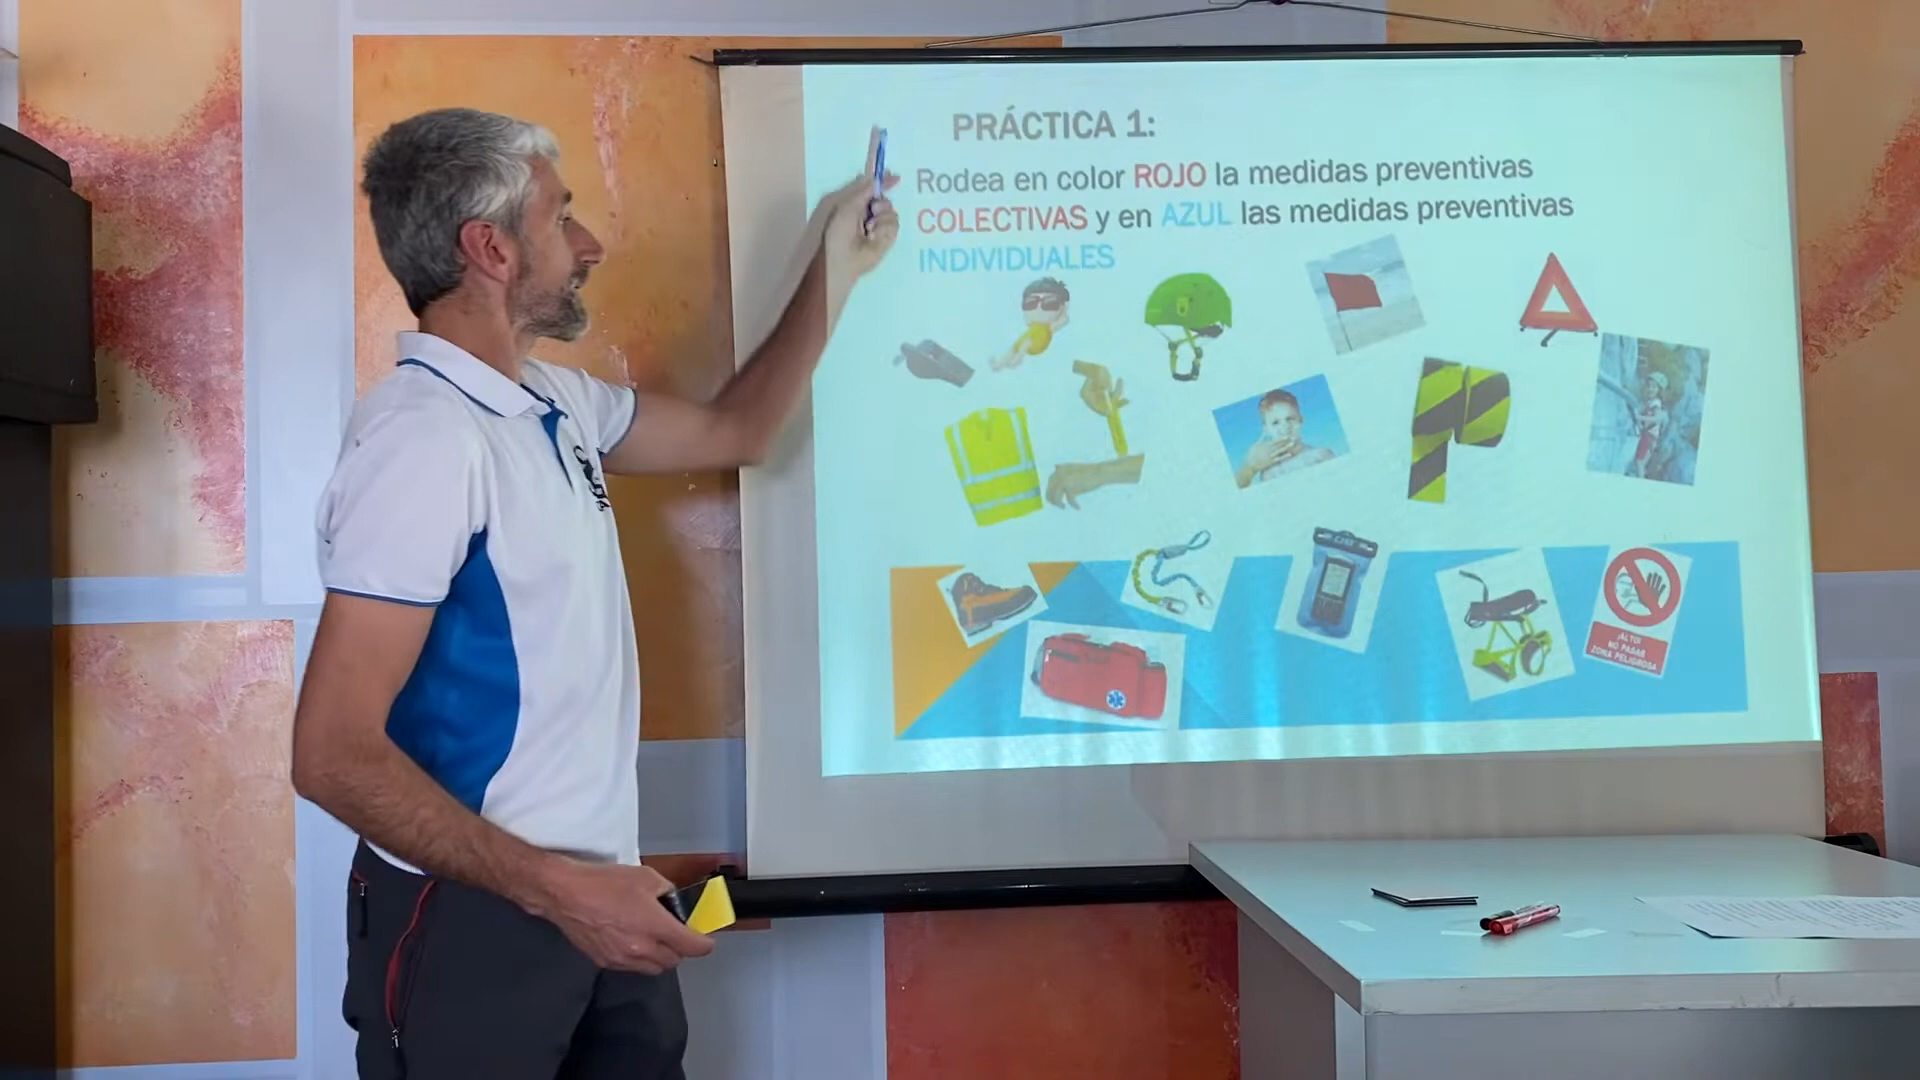 PRÁCTICA 1:
Rodea en color ROJO la medidas preventivas
COLECTIVAS y en AZUL las medidas preventivas
INDIVIDUALES
¡ALTO!
NO PASAR
ZONA PELIGROSA